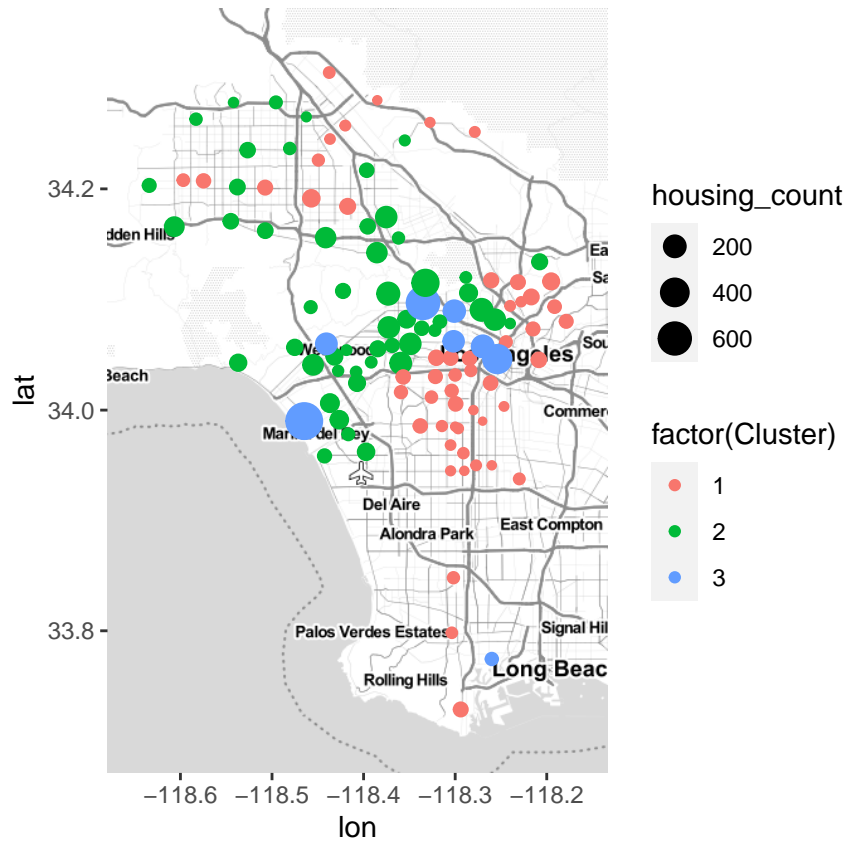 34.2
34.0
33.8
lat
−118.6
−118.5
−118.4
−118.3
−118.2
lon
dden Hills
Ea
Sa
Sou
Beach
Commerc
Del Aire
East Compton
Alondra Park
Palos Verdes Estates
Signal Hil
Rolling Hills
Long Beac
housing_count
200
400
600
factor(Cluster)
1
2
3